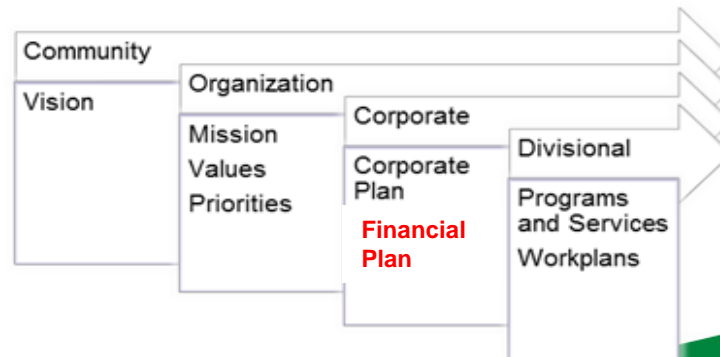 Community
Vision
Organization
Mission
Values
Priorities
Corporate
Corporate
Plan
Financial
Plan
Divisional
Programs
and Services
Workplans